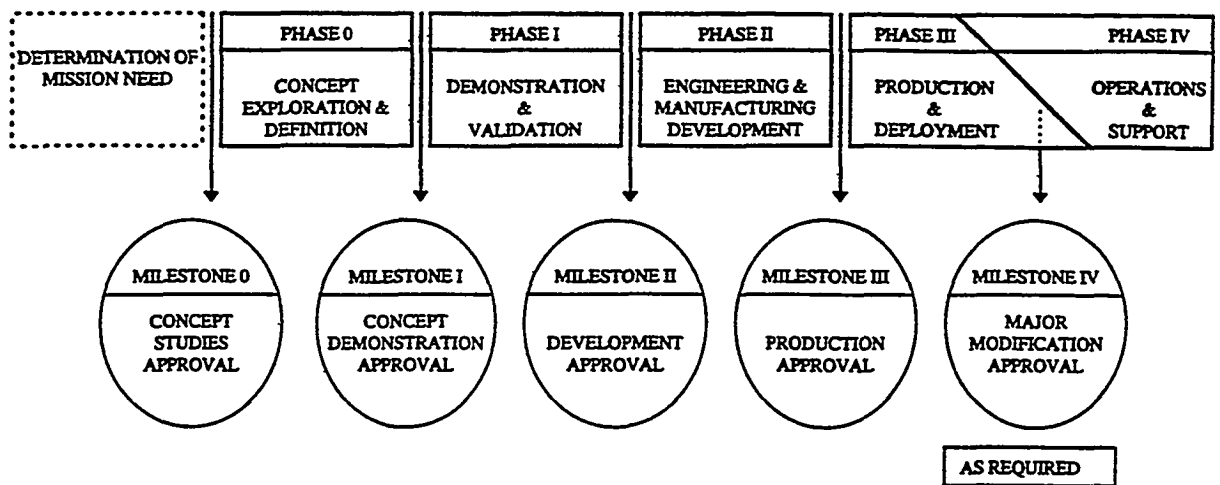 DETERMINATION OF
MISSION NEED
PHASE 0
CONCEPT
EXPLORATION &
DEFINITION
PHASE I
DEMONSTRATION
&
VALIDATION
PHASE II
ENGINEERING &
MANUFACTURING
DEVELOPMENT
PHASE III
PRODUCTION
&
DEPLOYMENT
PHASE IV
OPERATIONS
&
SUPPORT
MILESTONE 0
CONCEPT
STUDIES
APPROVAL
MILESTONE I
CONCEPT
DEMONSTRATION
APPROVAL
MILESTONE II
DEVELOPMENT
APPROVAL
MILESTONE III
PRODUCTION
APPROVAL
MILESTONE IV
MAJOR
MODIFICATION
APPROVAL
AS REQUIRED